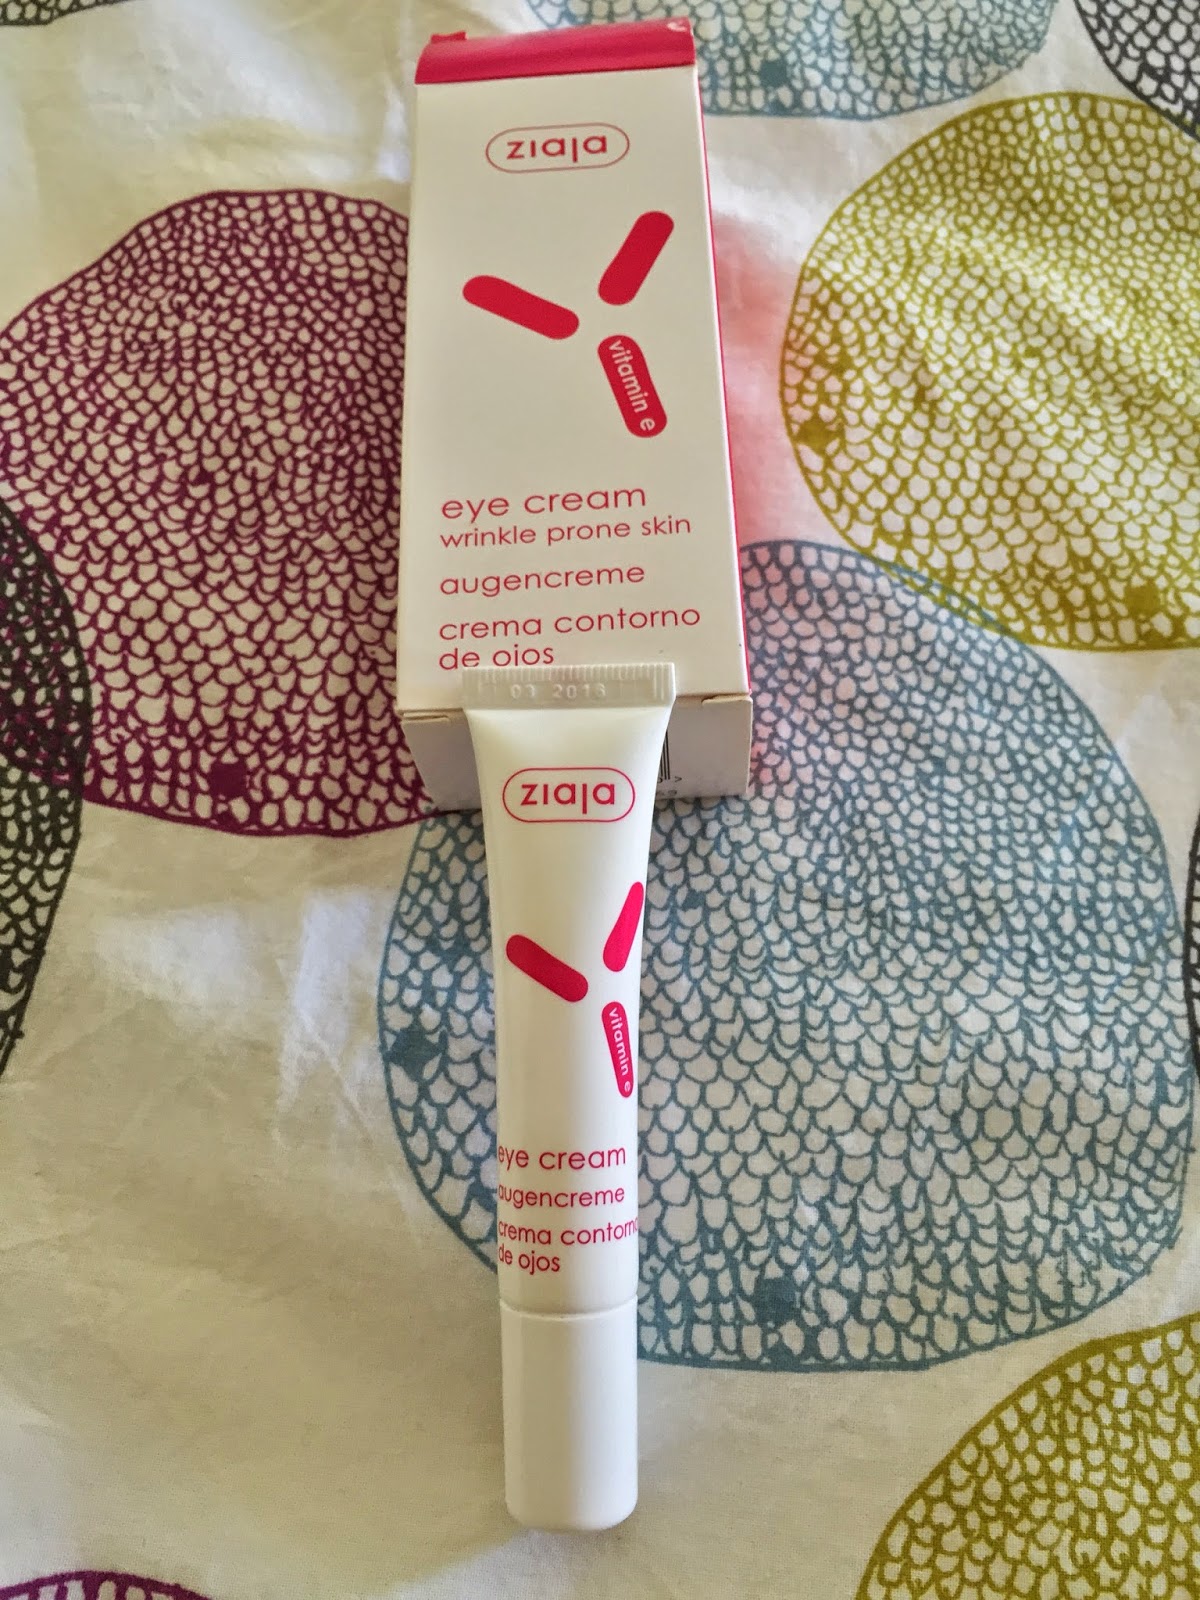 ziaja
vitamin e
eye cream
wrinkle prone skin
augencreme
crema contorno
de ojos
ziaja
vitamin e
eye cream
augencreme
crema contorno
de ojos